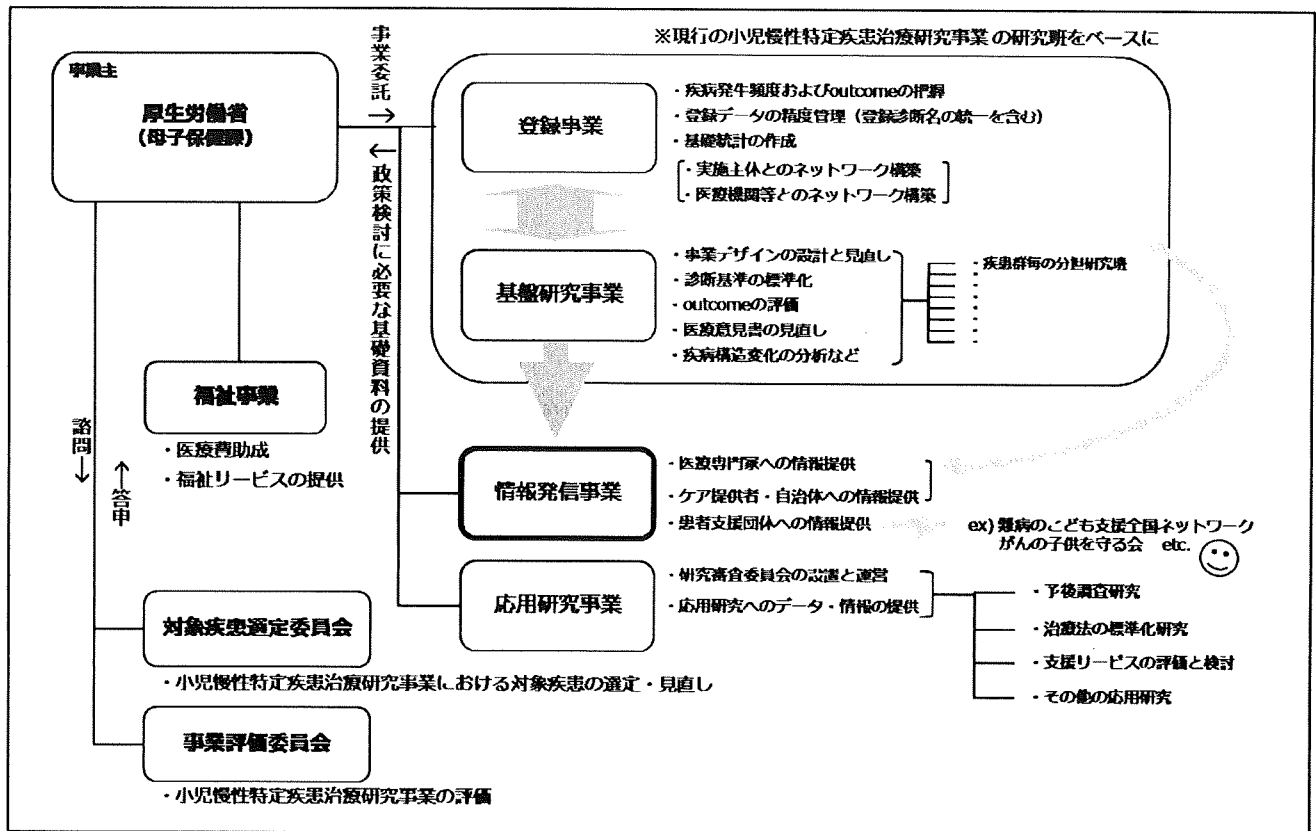 ※現行の小児慢性特定疾患治療研究事業の研究班をベースに
事業主
厚生労働省
(母子保健課)
事業委託
→
←
政策検討に必要な基礎資料の提供
登録事業
・疾病発生頻度およびoutcomeの把握
・登録データの精度管理（登録診断名の統一を含む）
・基礎統計の作成
・実施主体とのネットワーク構築
・医療機関等とのネットワーク構築
基盤研究事業
・事業デザインの設計と見直し
・診断基準の標準化
・outcomeの評価
・医療意見書の見直し
・疾病構造変化の分析など
・疾患群毎の分担研究班
福祉事業
・医療費助成
・福祉サービスの提供
諮問→
←答申
情報発信事業
・医療専門家への情報提供
・ケア提供者・自治体への情報提供
・患者支援団体への情報提供
ex) 難病のこども支援全国ネットワーク
がんの子供を守る会 etc.
応用研究事業
・研究審査委員会の設置と運営
・応用研究へのデータ・情報の提供
・予後調査研究
・治療法の標準化研究
・支援サービスの評価と検討
・その他の応用研究
対象疾患選定委員会
・小児慢性特定疾患治療研究事業における対象疾患の選定・見直し
事業評価委員会
・小児慢性特定疾患治療研究事業の評価